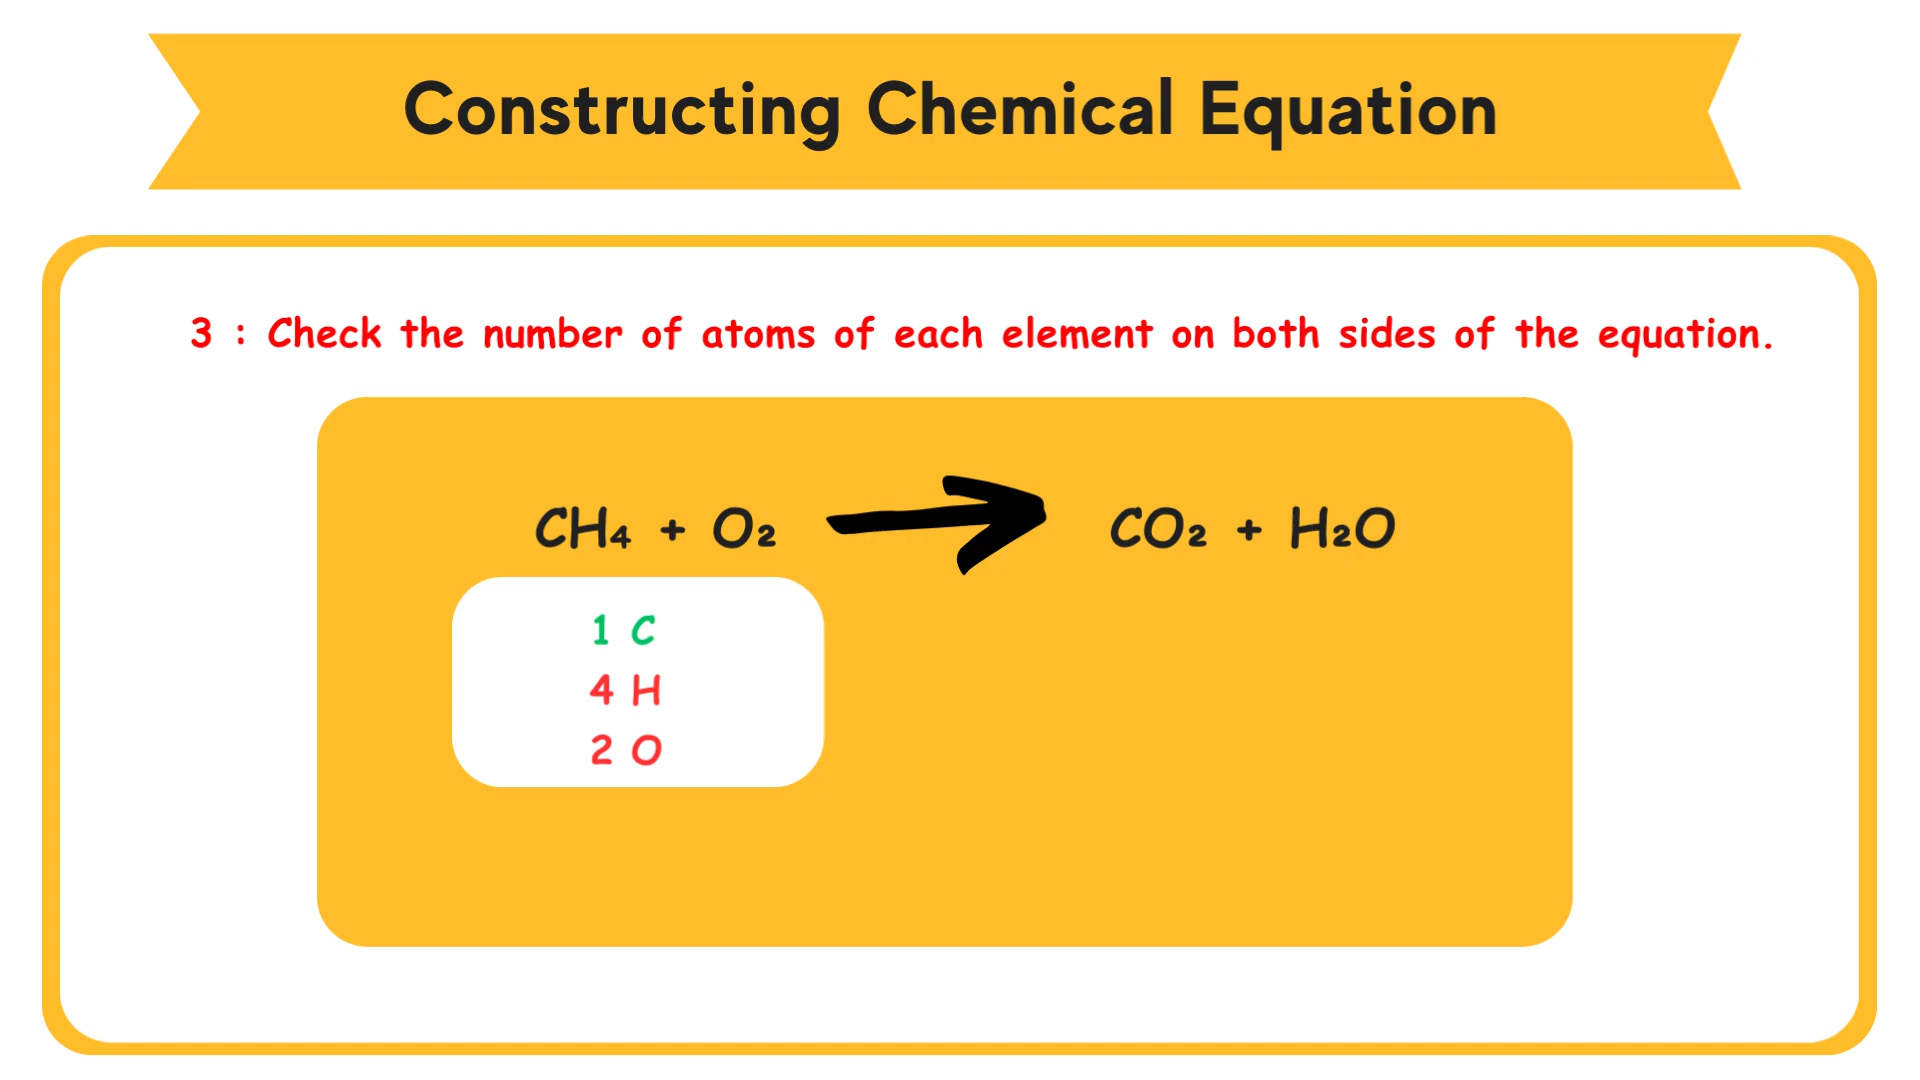 Constructing Chemical Equation
3 : Check the number of atoms of each element on both sides of the equation.
CH₄ + O₂ → CO₂ + H₂O
1 C
4 H
2 O